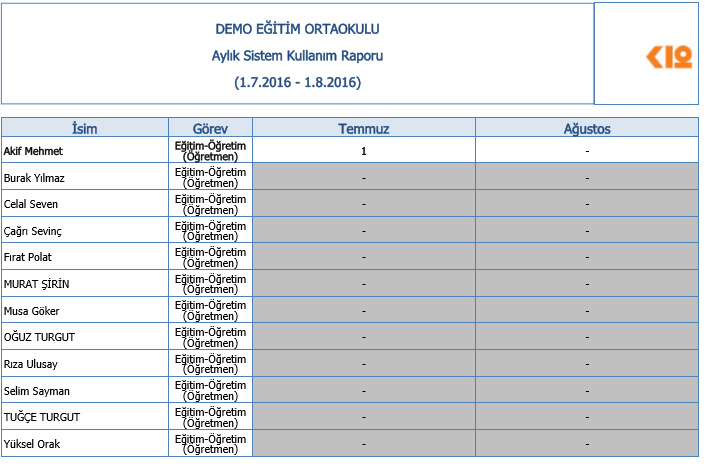 DEMO EĞİTİM ORTAOKULU
Aylık Sistem Kullanım Raporu
(1.7.2016 - 1.8.2016)
İsim Görev Temmuz Ağustos
Akif Mehmet Eğitim-Öğretim (Öğretmen) 1 -
Burak Yılmaz Eğitim-Öğretim (Öğretmen) - -
Celal Seven Eğitim-Öğretim (Öğretmen) - -
Çağrı Sevinç Eğitim-Öğretim (Öğretmen) - -
Fırat Polat Eğitim-Öğretim (Öğretmen) - -
MURAT ŞİRİN Eğitim-Öğretim (Öğretmen) - -
Musa Göker Eğitim-Öğretim (Öğretmen) - -
OĞUZ TURGUT Eğitim-Öğretim (Öğretmen) - -
Rıza Ulusay Eğitim-Öğretim (Öğretmen) - -
Selim Sayman Eğitim-Öğretim (Öğretmen) - -
TUĞÇE TURGUT Eğitim-Öğretim (Öğretmen) - -
Yüksel Orak Eğitim-Öğretim (Öğretmen) - -